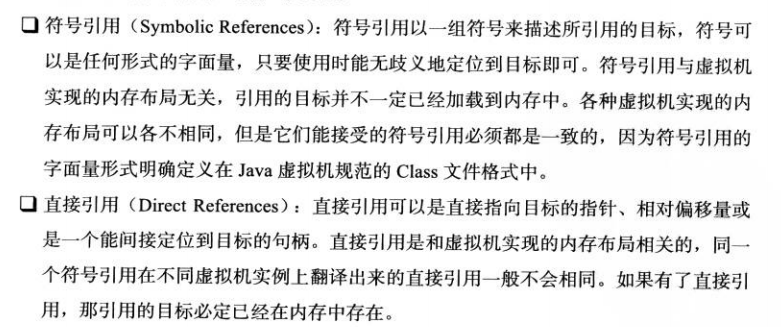 ❑ 符号引用（Symbolic References）：符号引用以一组符号来描述所引用的目标，符号可
以是任何形式的字面量，只要使用时能无歧义地定位到目标即可。符号引用与虚拟机
实现的内存布局无关，引用的目标并不一定已经加载到内存中。各种虚拟机实现的内
存布局可以各不相同，但是它们能接受的符号引用必须都是一致的，因为符号引用的
字面量形式明确定义在 Java 虚拟机规范的 Class 文件格式中。
❑ 直接引用（Direct References）：直接引用可以是直接指向目标的指针、相对偏移量或
是一个能间接定位到目标的句柄。直接引用是和虚拟机实现的内存布局相关的，同一
个符号引用在不同虚拟机实例上翻译出来的直接引用一般不会相同。如果有了直接引
用，那引用的目标必定已经在内存中存在。